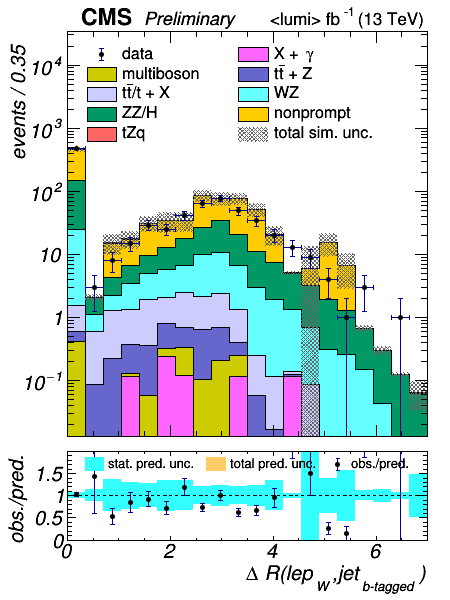 CMS Preliminary <lumi> fb⁻¹ (13 TeV)
events / 0.35
10⁴
10³
10²
10
1
10⁻¹
data
multiboson
tt̄/t + X
ZZ/H
tZq
X + γ
tt̄ + Z
WZ
nonprompt
total sim. unc.
obs./pred.
1.5
1
0.5
0
stat. pred. unc. total pred. unc. obs./pred.
0 2 4 6
Δ R(lep_W, jet_b-tagged)